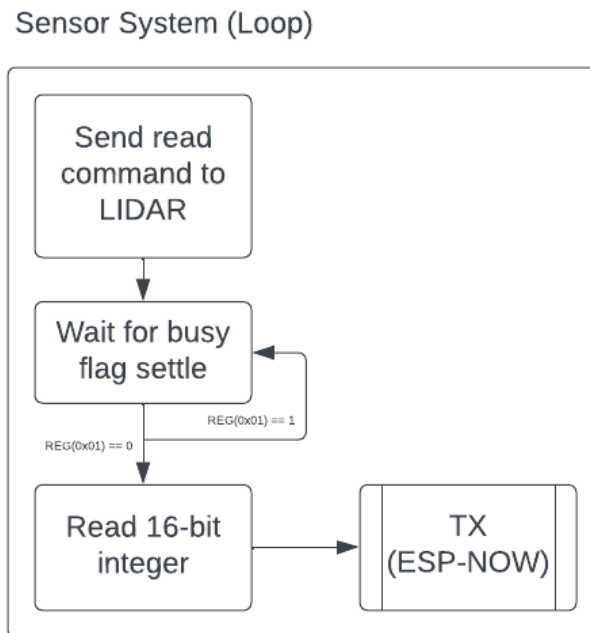 Sensor System (Loop)
Send read
command to
LIDAR
Wait for busy
flag settle
REG(0x01) == 1
REG(0x01) == 0
Read 16-bit
integer
TX
(ESP-NOW)